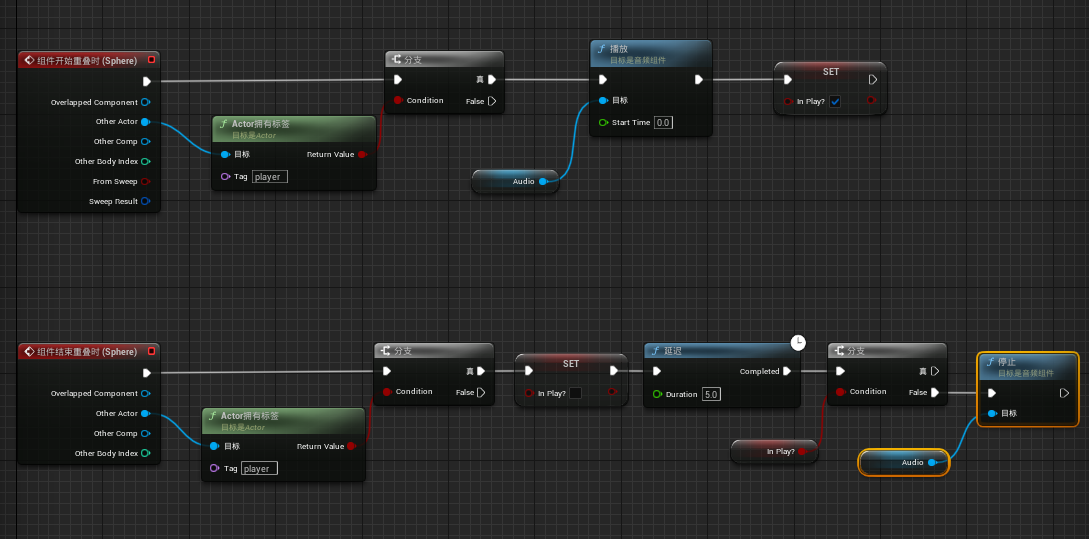 组件开始重叠时 (Sphere)
Overlapped Component
Other Actor
Other Comp
Other Body Index
From Sweep
Sweep Result
Actor拥有标签
目标是Actor
目标
Return Value
Tag
player
分支
真
Condition
False
播放
目标是音频组件
目标
Start Time
0.0
Audio
SET
In Play?
组件结束重叠时 (Sphere)
Overlapped Component
Other Actor
Other Comp
Other Body Index
Actor拥有标签
目标是Actor
目标
Return Value
Tag
player
分支
真
Condition
False
SET
In Play?
延迟
Completed
Duration
5.0
In Play?
分支
真
Condition
False
Audio
停止
目标是音频组件
目标